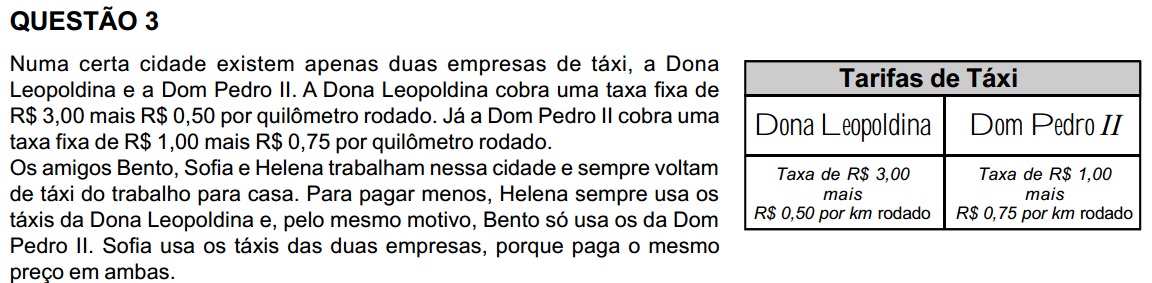 QUESTÃO 3
Numa certa cidade existem apenas duas empresas de táxi, a Dona
Leopoldina e a Dom Pedro II. A Dona Leopoldina cobra uma taxa fixa de
R$ 3,00 mais R$ 0,50 por quilômetro rodado. Já a Dom Pedro II cobra uma
taxa fixa de R$ 1,00 mais R$ 0,75 por quilômetro rodado.
Os amigos Bento, Sofia e Helena trabalham nessa cidade e sempre voltam
de táxi do trabalho para casa. Para pagar menos, Helena sempre usa os
táxis da Dona Leopoldina e, pelo mesmo motivo, Bento só usa os da Dom
Pedro II. Sofia usa os táxis das duas empresas, porque paga o mesmo
preço em ambas.
Tarifas de Táxi
Dona Leopoldina
Dom Pedro II
Taxa de R$ 3,00
mais
R$ 0,50 por km rodado
Taxa de R$ 1,00
mais
R$ 0,75 por km rodado